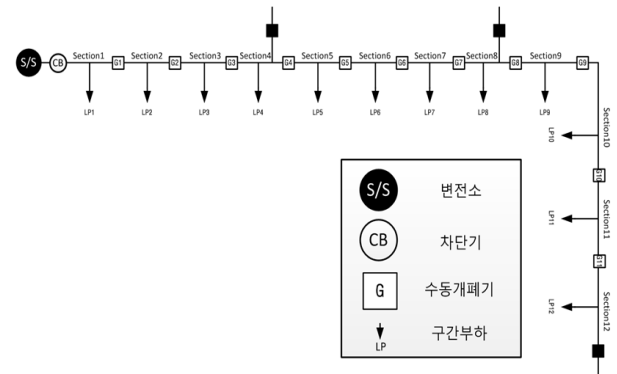 Section1 Section2 Section3 Section4 Section5 Section6 Section7 Section8 Section9
S/S CB G1 G2 G3 G4 G5 G6 G7 G8 G9
LP1 LP2 LP3 LP4 LP5 LP6 LP7 LP8 LP9
Section10
LP10
G10
Section11
LP11
G11
Section12
LP12
S/S 변전소
CB 차단기
G 수동개폐기
LP 구간부하